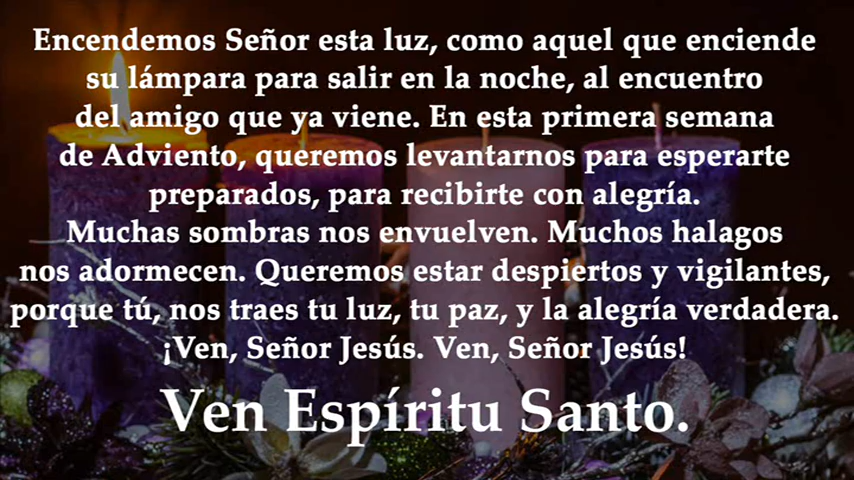 Encendemos Señor esta luz, como aquel que enciende
su lámpara para salir en la noche, al encuentro
del amigo que ya viene. En esta primera semana
de Adviento, queremos levantarnos para esperarte
preparados, para recibirte con alegría.
Muchas sombras nos envuelven. Muchos halagos
nos adormecen. Queremos estar despiertos y vigilantes,
porque tú, nos traes tu luz, tu paz, y la alegría verdadera.
¡Ven, Señor Jesús. Ven, Señor Jesús!
Ven Espíritu Santo.